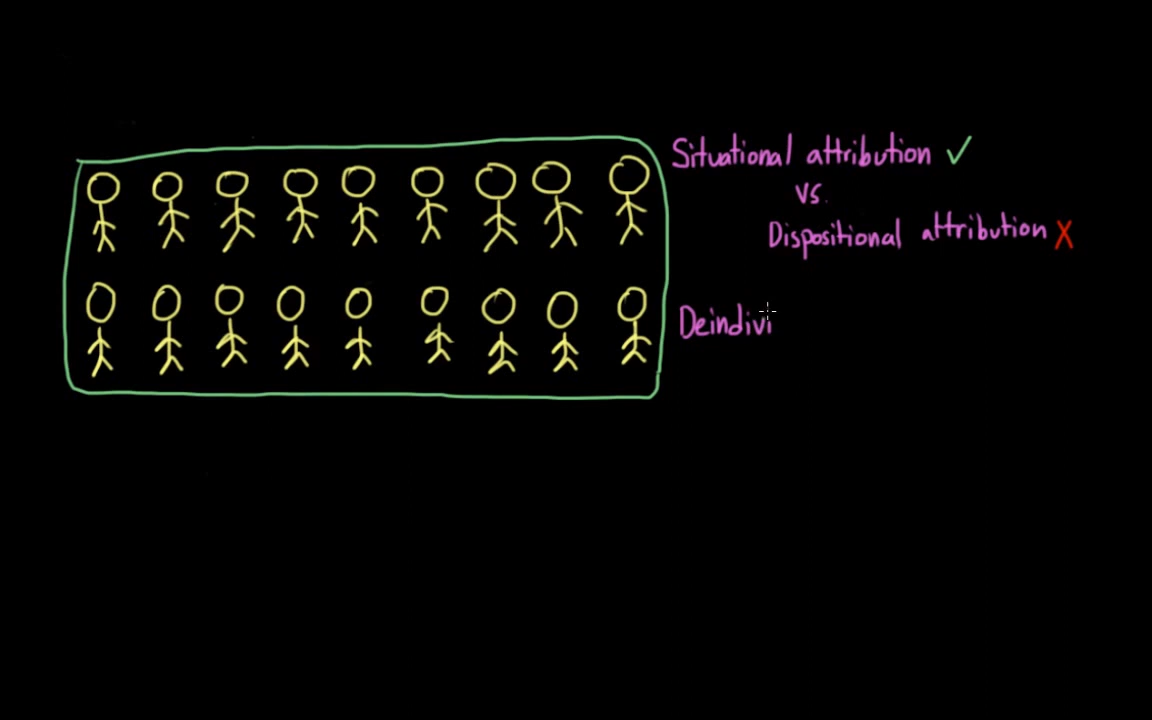 Situational attribution ✓
vs.
Dispositional attribution X
Deindivi